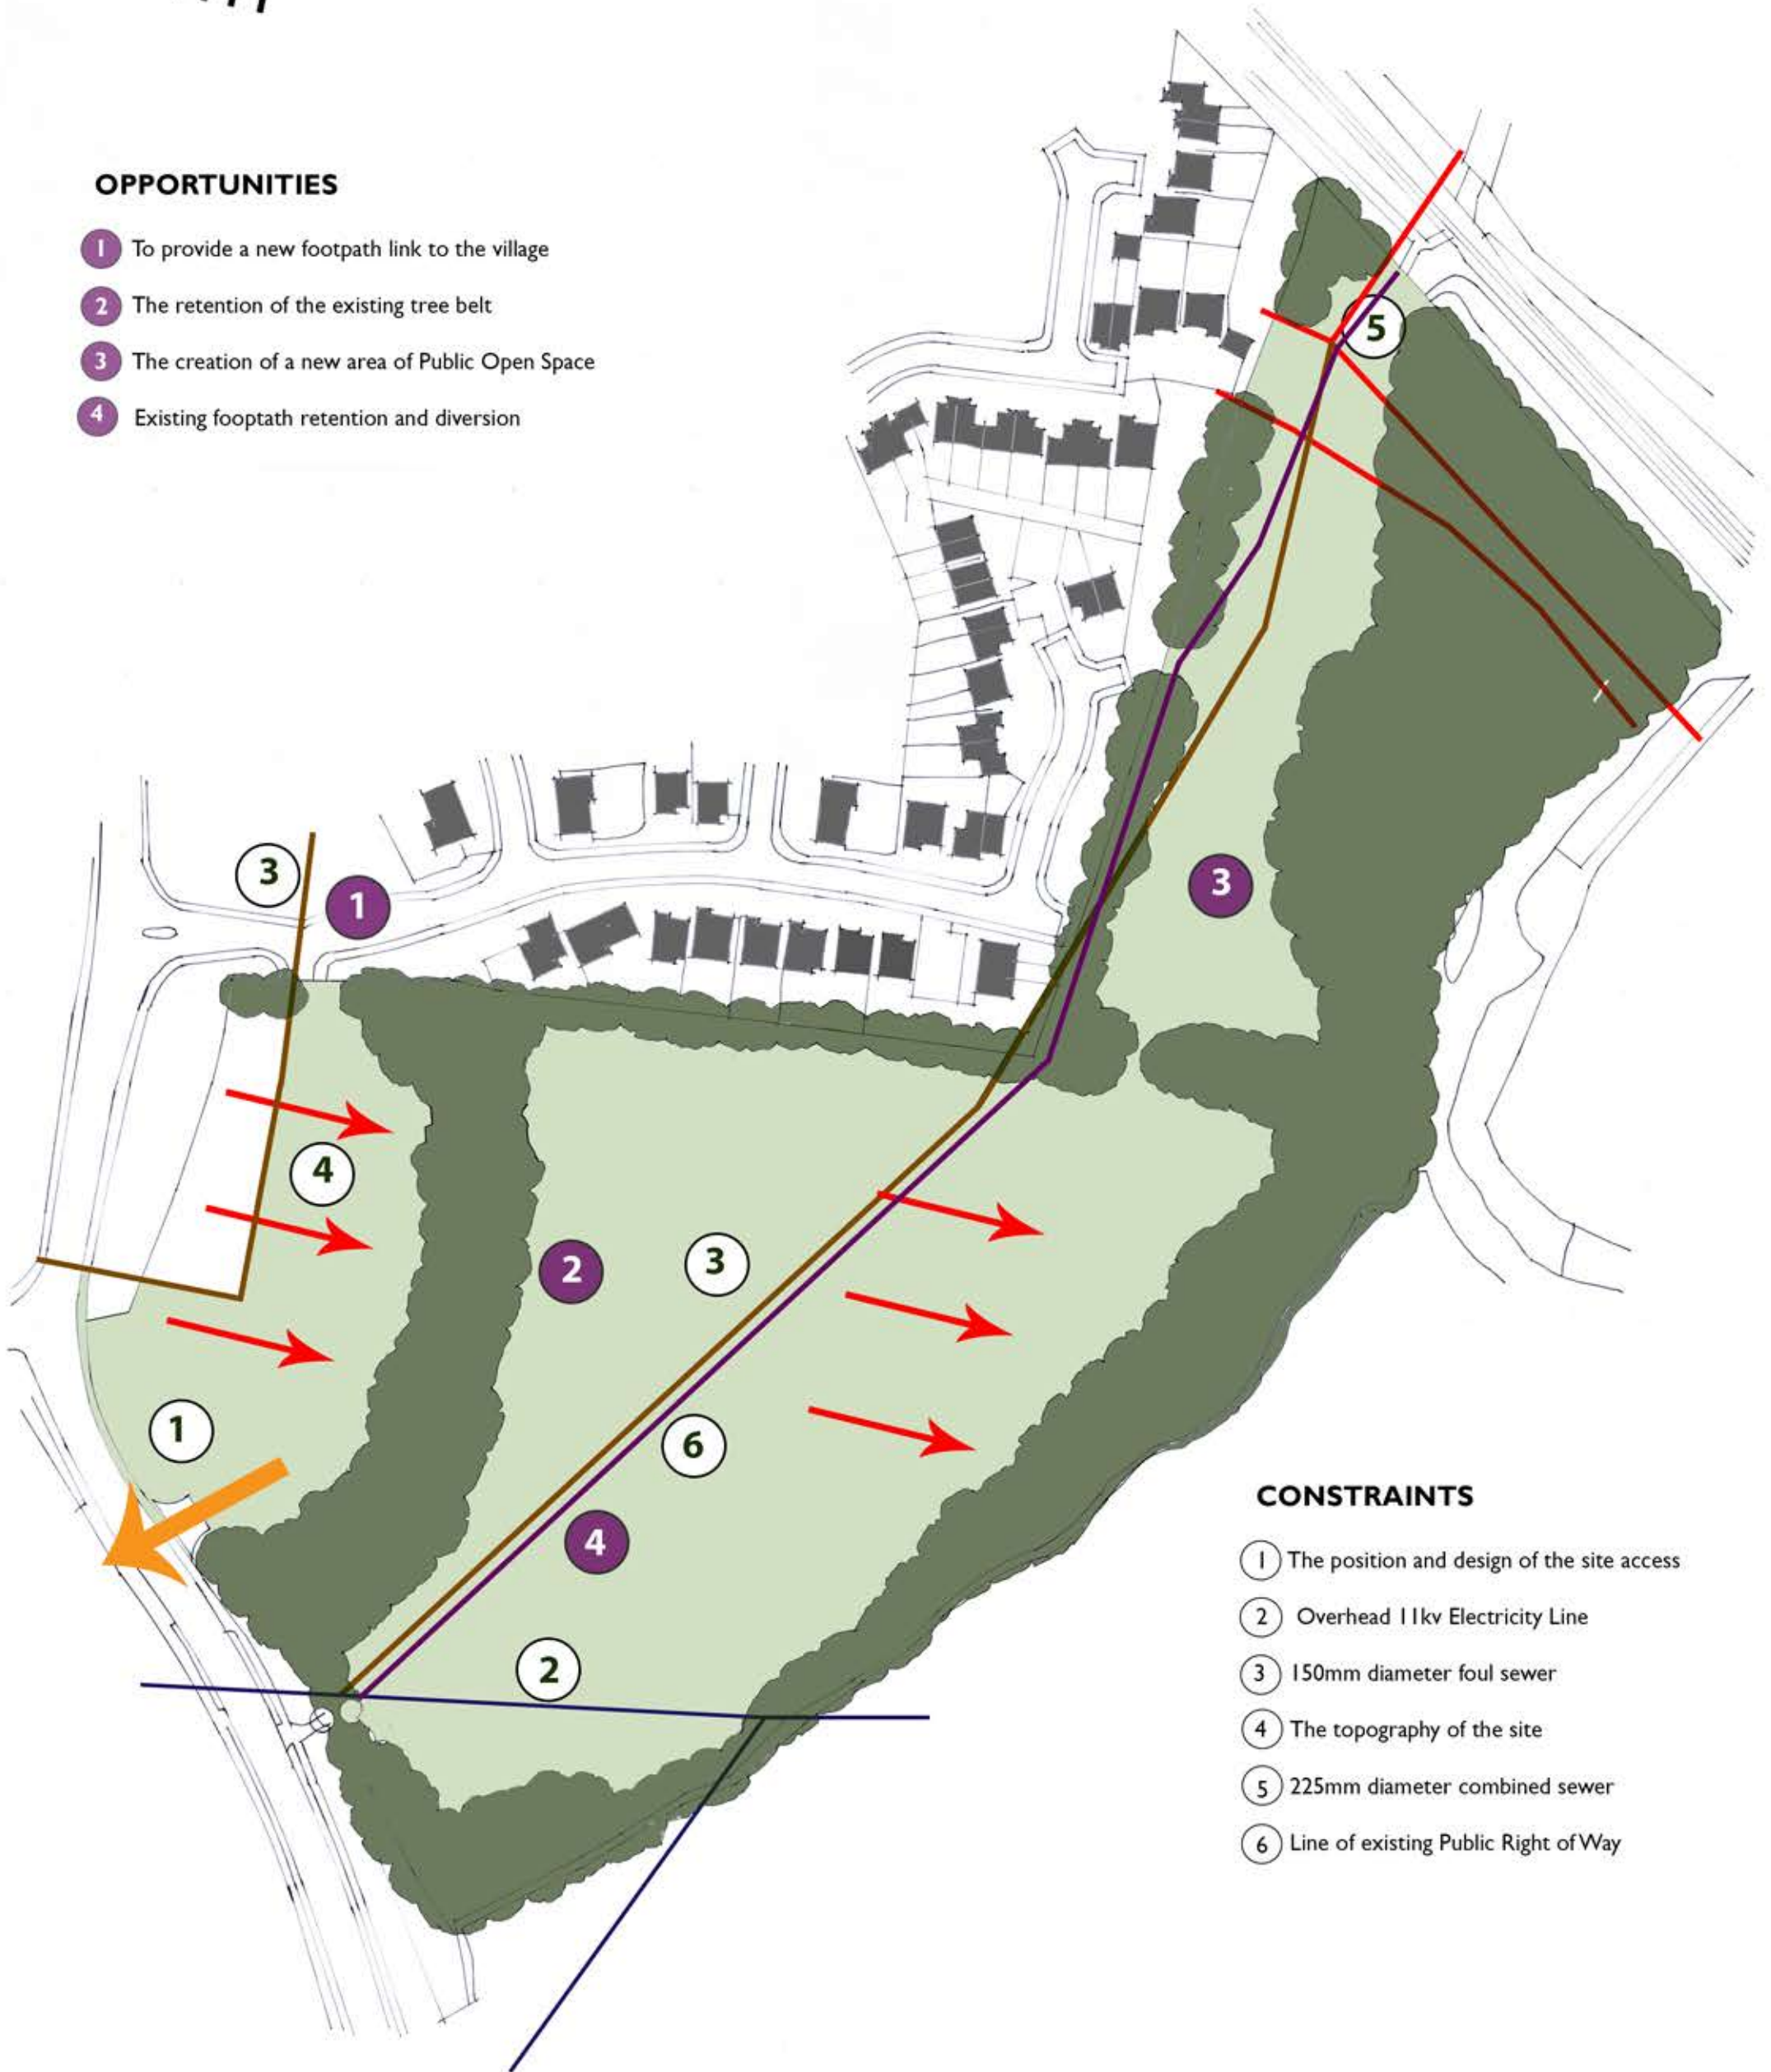 OPPORTUNITIES
1 To provide a new footpath link to the village
2 The retention of the existing tree belt
3 The creation of a new area of Public Open Space
4 Existing fooptath retention and diversion
5
3
1
3
4
2
3
1
6
4
2
CONSTRAINTS
1 The position and design of the site access
2 Overhead 11kv Electricity Line
3 150mm diameter foul sewer
4 The topography of the site
5 225mm diameter combined sewer
6 Line of existing Public Right of Way